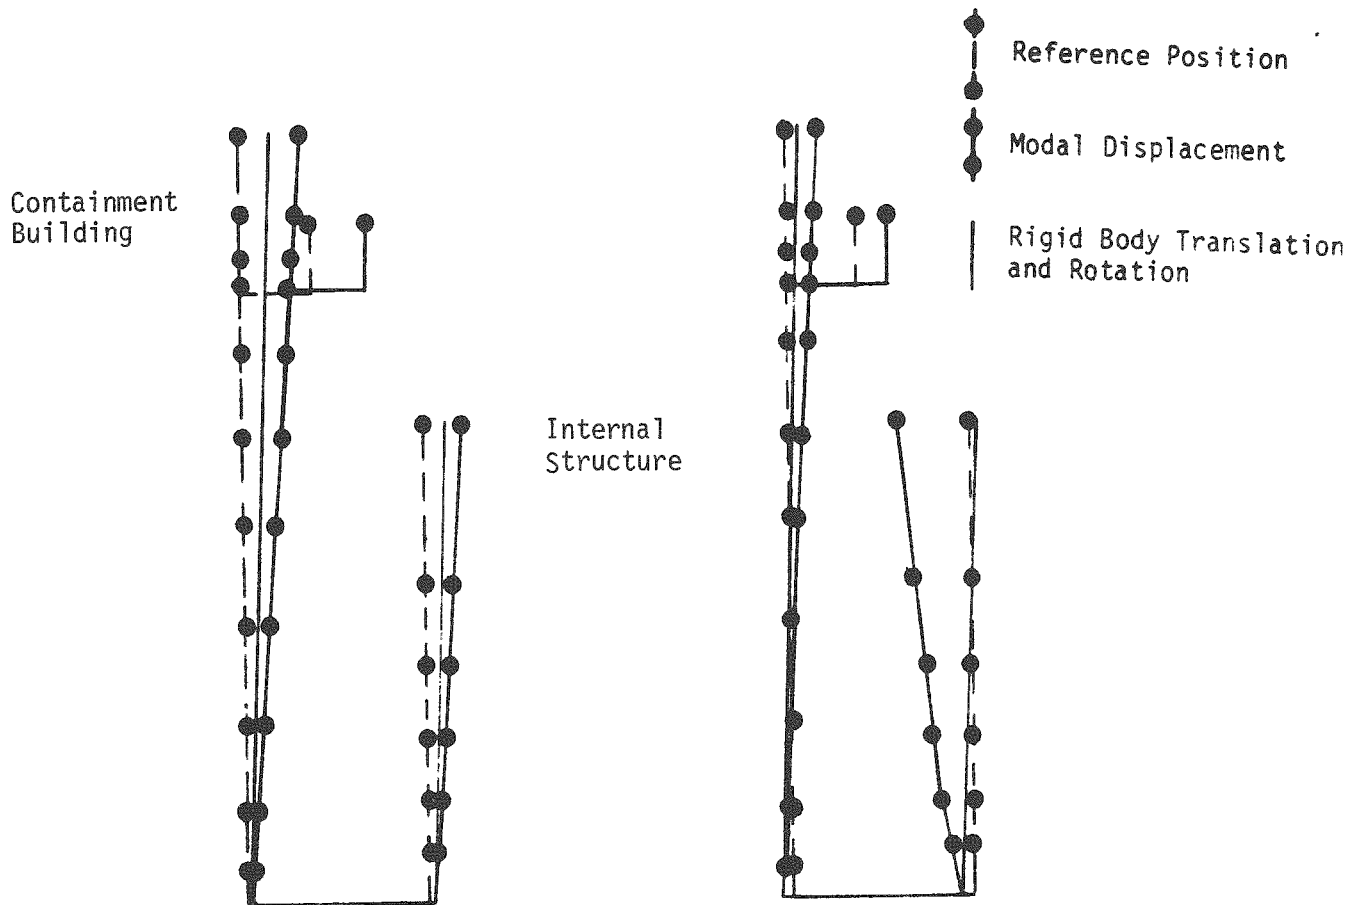 Reference Position
Modal Displacement
Containment
Building
Rigid Body Translation
and Rotation
Internal
Structure